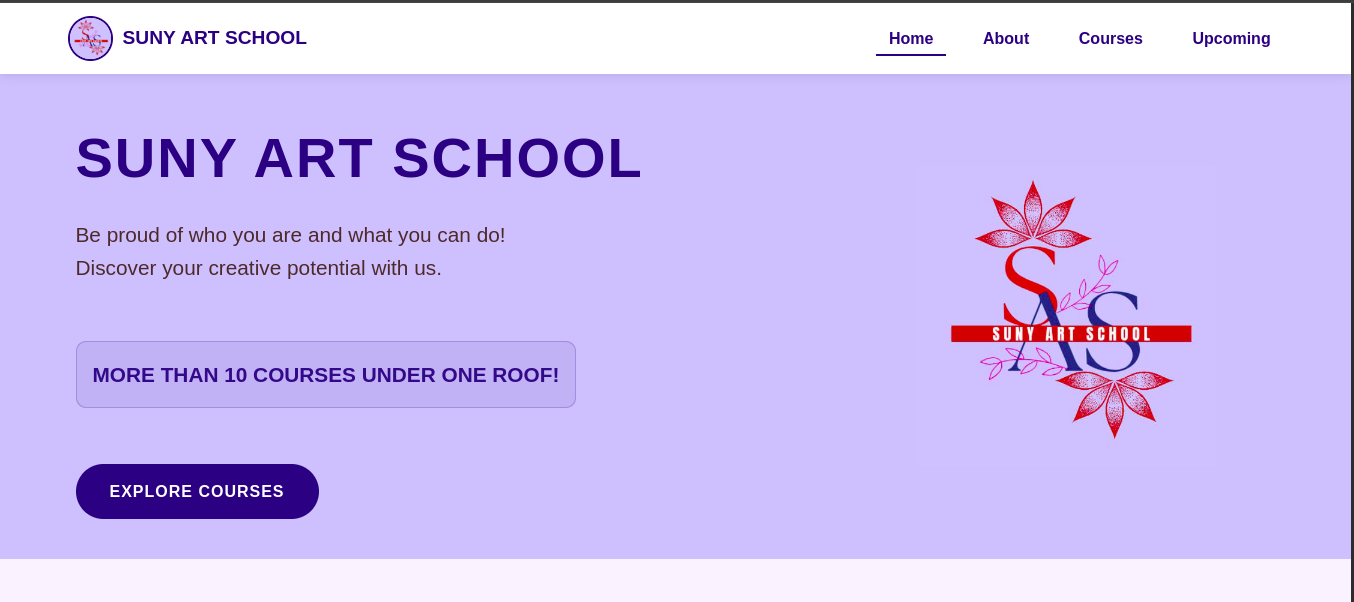 SUNY ART SCHOOL
Home
About
Courses
Upcoming
SUNY ART SCHOOL
Be proud of who you are and what you can do!
Discover your creative potential with us.
MORE THAN 10 COURSES UNDER ONE ROOF!
EXPLORE COURSES
SAS
SUNY ART SCHOOL